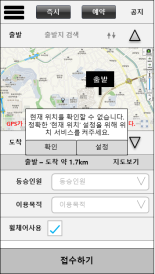 즉시 예약 공지
출발 출발지 검색
출발
GPS가
현재 위치를 확인할 수 없습니다.
정확한 '현재 위치' 설정을 위해 위
치 서비스를 켜주세요.
확인 설정
도착
출발 ~ 도착 약 1.7km 지도보기
동승인원 동승인원
이용목적 이용목적
휠체어사용
접수하기